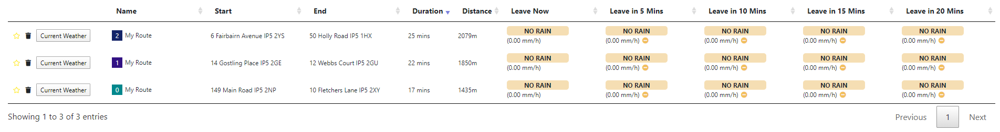 Name Start End Duration Distance Leave Now Leave in 5 Mins Leave in 10 Mins Leave in 15 Mins Leave in 20 Mins
Current Weather 2 My Route 6 Fairbairn Avenue IP5 2YS 50 Holly Road IP5 1HX 25 mins 2079m NO RAIN NO RAIN NO RAIN NO RAIN NO RAIN
(0.00 mm/h) (0.00 mm/h) (0.00 mm/h) (0.00 mm/h) (0.00 mm/h)
Current Weather 1 My Route 14 Gostling Place IP5 2GE 12 Webbs Court IP5 2GU 22 mins 1850m NO RAIN NO RAIN NO RAIN NO RAIN NO RAIN
(0.00 mm/h) (0.00 mm/h) (0.00 mm/h) (0.00 mm/h) (0.00 mm/h)
Current Weather 0 My Route 149 Main Road IP5 2NP 10 Fletchers Lane IP5 2XY 17 mins 1435m NO RAIN NO RAIN NO RAIN NO RAIN NO RAIN
(0.00 mm/h) (0.00 mm/h) (0.00 mm/h) (0.00 mm/h) (0.00 mm/h)
Showing 1 to 3 of 3 entries Previous 1 Next